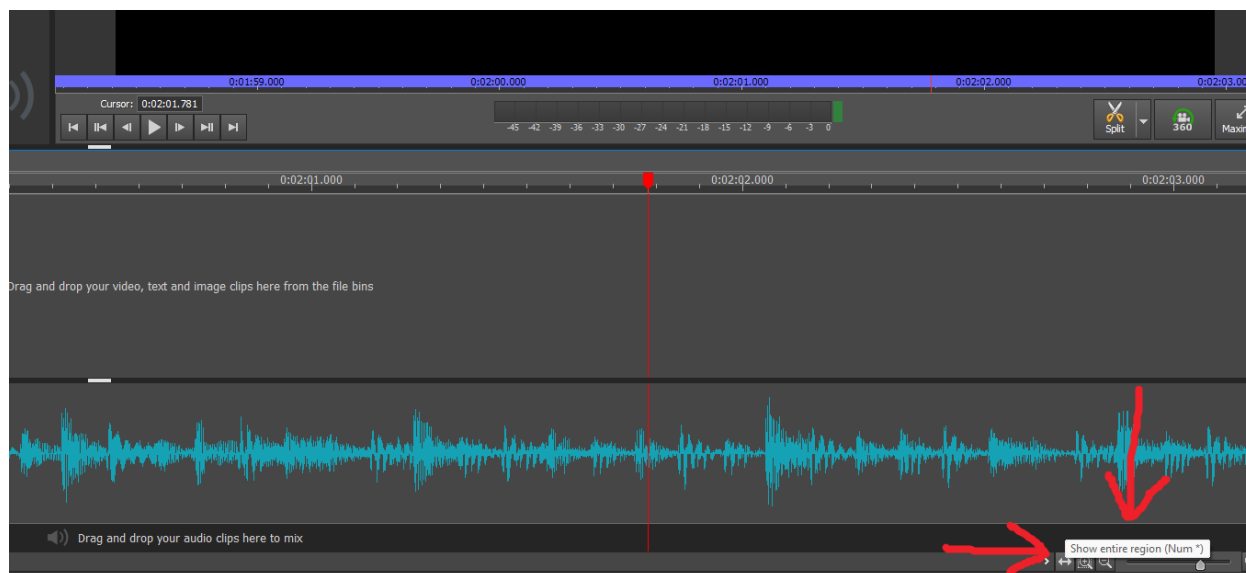 0:01:59.000 0:02:00.000 0:02:01.000 0:02:02.000
Cursor: 0:02:01.781
-45 -42 -39 -36 -33 -30 -27 -24 -21 -18 -15 -12 -9 -6 -3 0
Split
360
0:02:01.000 0:02:02.000 0:02:03.000
Drag and drop your video, text and image clips here from the file bins
Drag and drop your audio clips here to mix
Show entire region (Num *)